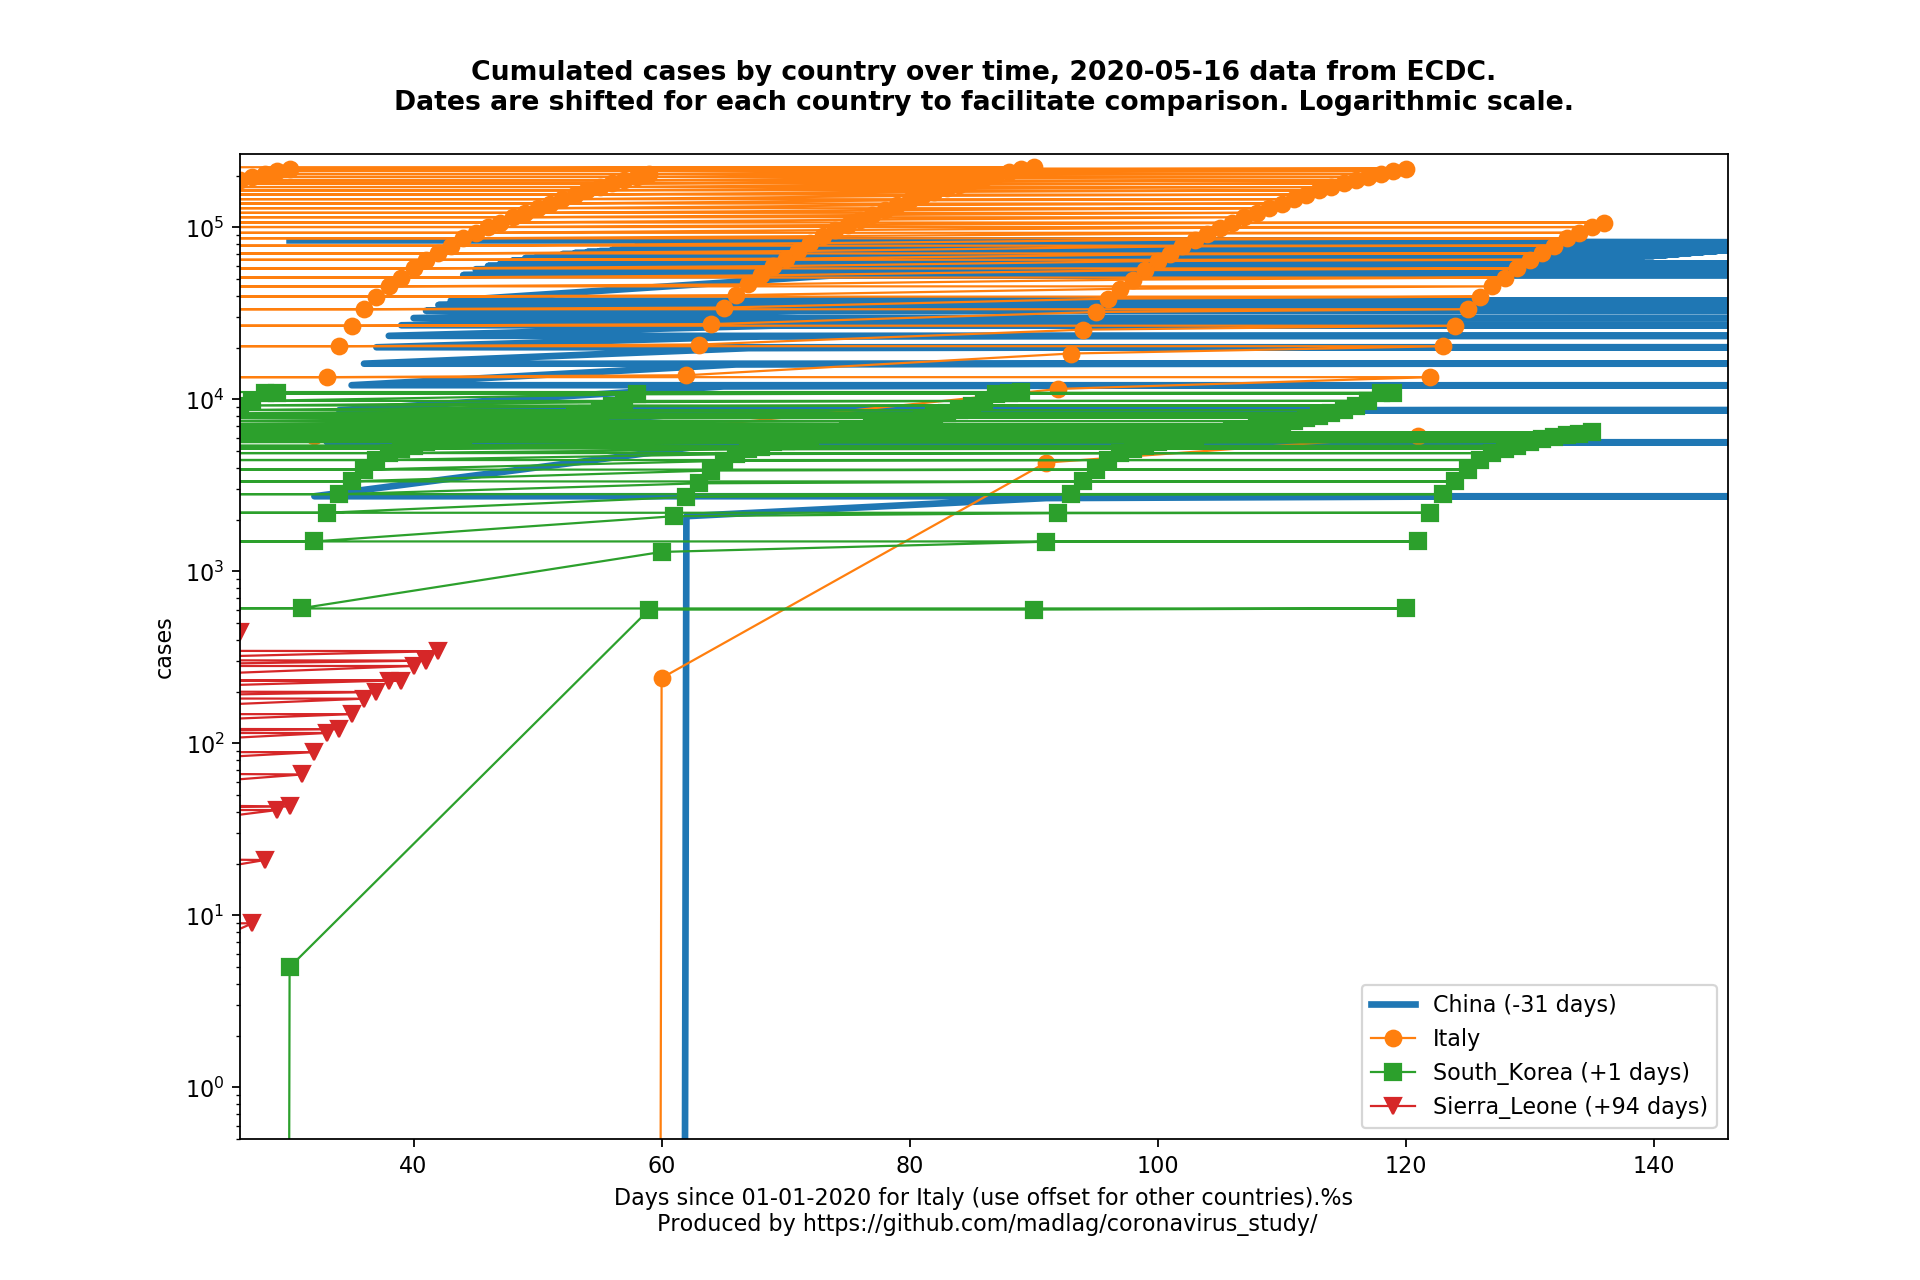 Cumulated cases by country over time, 2020-05-16 data from ECDC.
Dates are shifted for each country to facilitate comparison. Logarithmic scale.
10^5
10^4
10^3
10^2
10^1
10^0
cases
40 60 80 100 120 140
Days since 01-01-2020 for Italy (use offset for other countries).%s
Produced by https://github.com/madlag/coronavirus_study/
China (-31 days)
Italy
South_Korea (+1 days)
Sierra_Leone (+94 days)